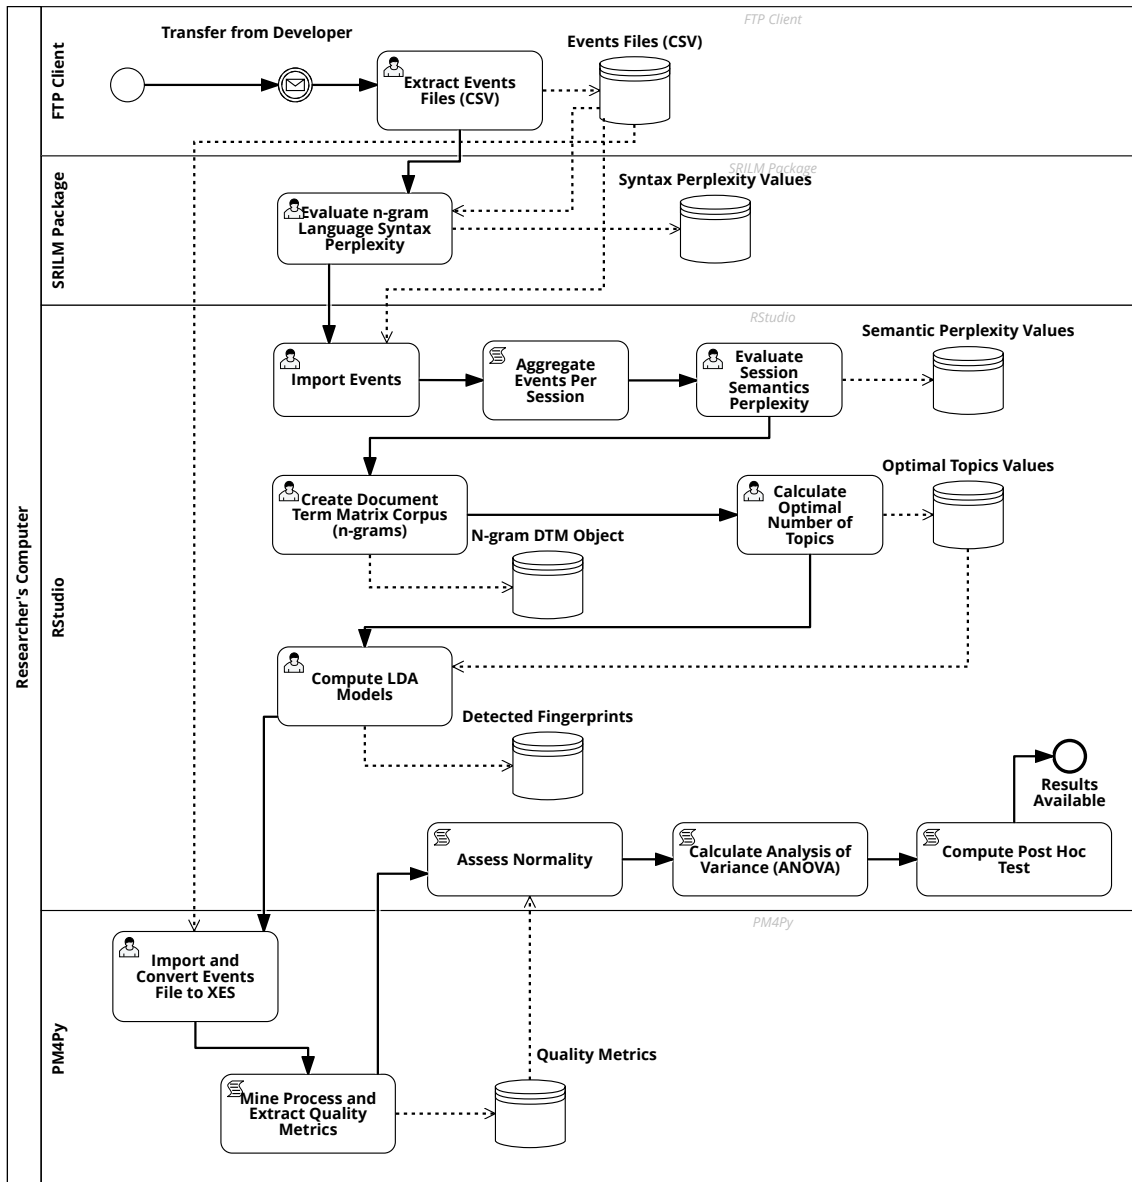 FTP Client
Transfer from Developer
Events Files (CSV)
FTP Client
Extract Events
Files (CSV)
SRILM Package
Syntax Perplexity Values
SRILM Package
Evaluate n-gram
Language Syntax
Perplexity
RStudio
Semantic Perplexity Values
Import Events
Aggregate
Events Per
Session
Evaluate
Session
Semantics
Perplexity
Optimal Topics Values
Create Document
Term Matrix Corpus
(n-grams)
Calculate
Optimal
Number of
Topics
N-gram DTM Object
Researcher's Computer
RStudio
Compute LDA
Models
Detected Fingerprints
Results
Available
Assess Normality
Calculate Analysis of
Variance (ANOVA)
Compute Post Hoc
Test
PM4Py
Import and
Convert Events
File to XES
PM4Py
Quality Metrics
Mine Process and
Extract Quality
Metrics